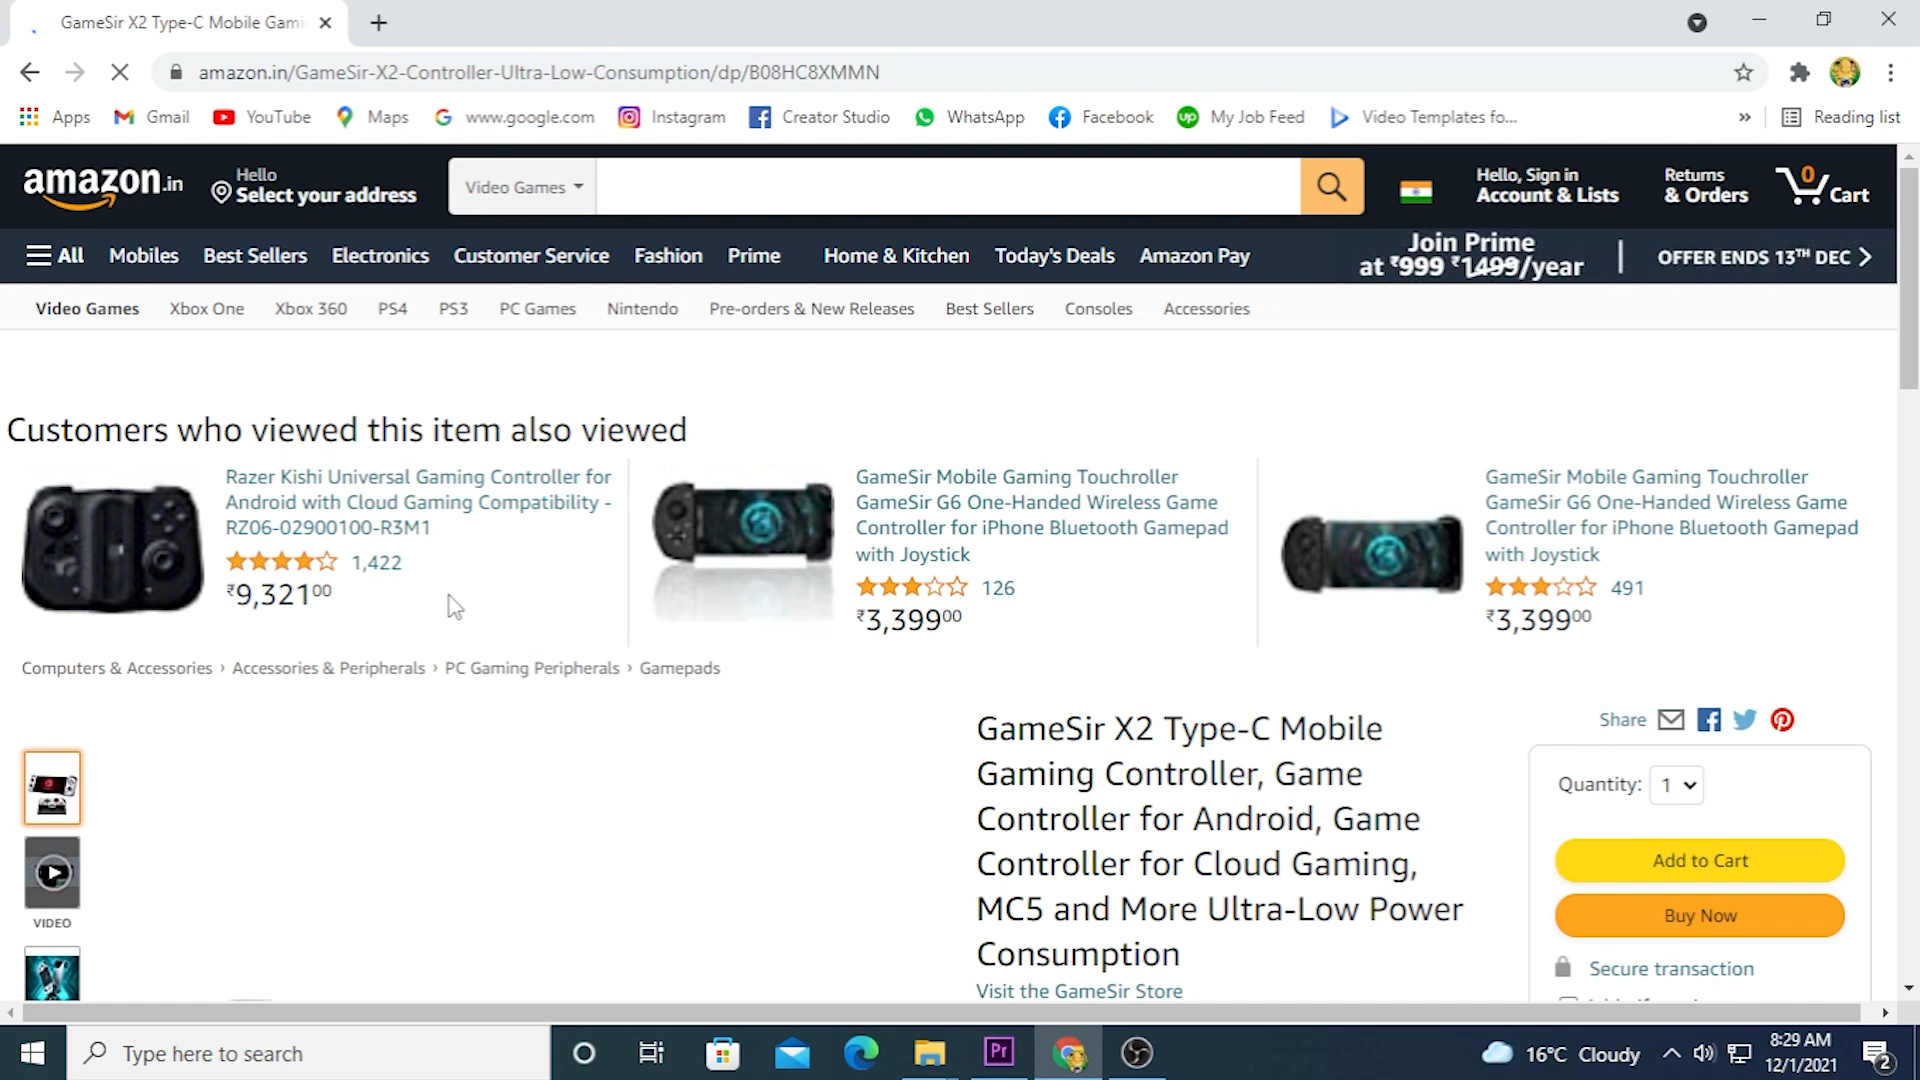 GameSir X2 Type-C Mobile Gami
amazon.in/GameSir-X2-Controller-Ultra-Low-Consumption/dp/B08HC8XMMN
Apps Gmail YouTube Maps www.google.com Instagram Creator Studio WhatsApp Facebook My Job Feed Video Templates fo... » Reading list
amazon.in
Hello
Select your address
Video Games
Hello, Sign in
Account & Lists
Returns
& Orders
0
Cart
All Mobiles Best Sellers Electronics Customer Service Fashion Prime Home & Kitchen Today's Deals Amazon Pay
Join Prime
at ₹999 ₹1499/year
OFFER ENDS 13TH DEC
Video Games Xbox One Xbox 360 PS4 PS3 PC Games Nintendo Pre-orders & New Releases Best Sellers Consoles Accessories
Customers who viewed this item also viewed
Razer Kishi Universal Gaming Controller for
Android with Cloud Gaming Compatibility -
RZ06-02900100-R3M1
1,422
₹9,32100
GameSir Mobile Gaming Touchroller
GameSir G6 One-Handed Wireless Game
Controller for iPhone Bluetooth Gamepad
with Joystick
126
₹3,39900
GameSir Mobile Gaming Touchroller
GameSir G6 One-Handed Wireless Game
Controller for iPhone Bluetooth Gamepad
with Joystick
491
₹3,39900
Computers & Accessories › Accessories & Peripherals › PC Gaming Peripherals › Gamepads
VIDEO
GameSir X2 Type-C Mobile
Gaming Controller, Game
Controller for Android, Game
Controller for Cloud Gaming,
MC5 and More Ultra-Low Power
Consumption
Visit the GameSir Store
Share
Quantity: 1
Add to Cart
Buy Now
Secure transaction
Type here to search
Pr
16°C Cloudy
8:29 AM
12/1/2021
2